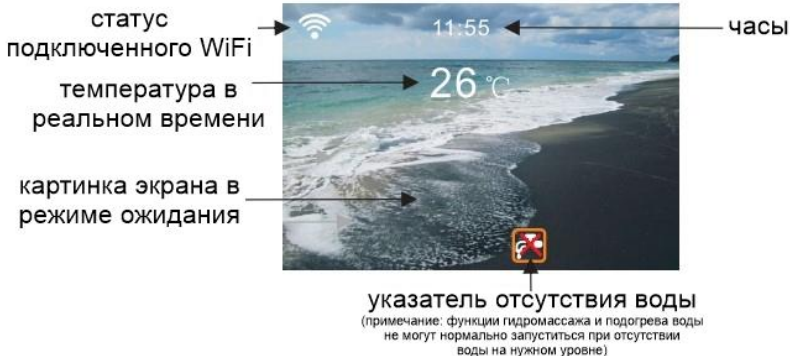 статус
подключенного WiFi
11:55
часы
температура в
реальном времени
26 °C
картинка экрана в
режиме ожидания
указатель отсутствия воды
(примечание: функции гидромассажа и подогрева воды
не могут нормально запуститься при отсутствии
воды на нужном уровне)